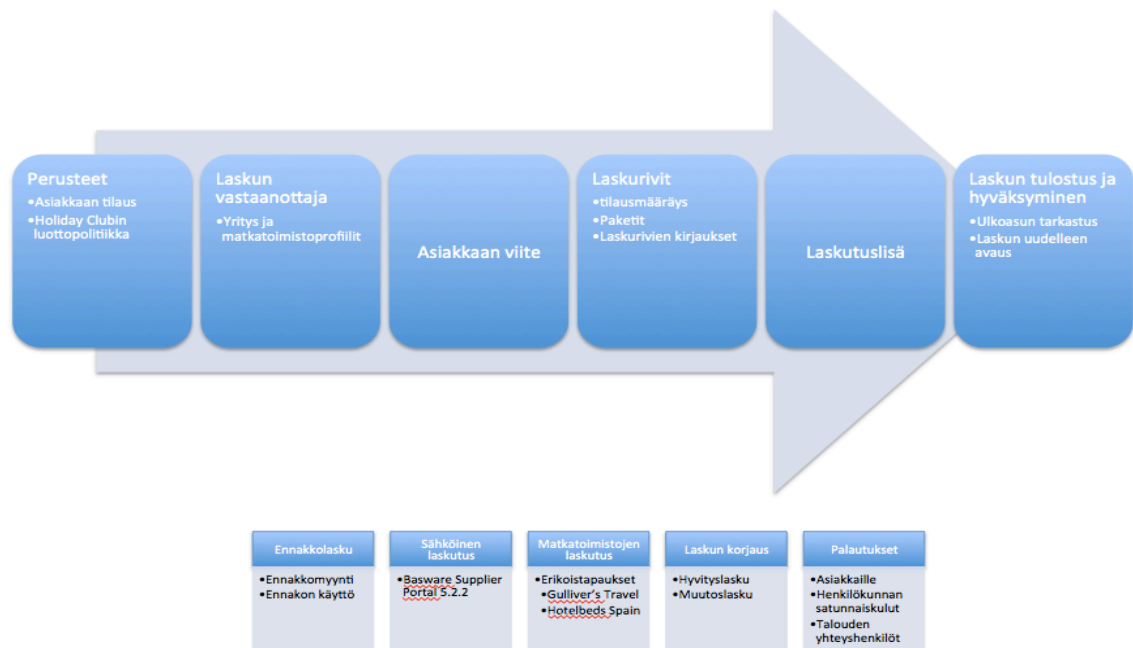 Perusteet
•Asiakkaan tilaus
•Holiday Clubin
luottopolitiikka
Laskun
vastaanottaja
•Yritys ja
matkatoimistoprofiilit
Asiakkaan viite
Laskurivit
•tilausmääräys
•Paketit
•Laskurivien kirjaukset
Laskutuslisä
Laskun tulostus ja
hyväksyminen
•Ulkoasun tarkastus
•Laskun uudelleen
avaus
Ennakkolasku
•Ennakkomyynti
•Ennakon käyttö
Sähköinen
laskutus
•Basware Supplier
Portal 5.2.2
Matkatoimistojen
laskutus
•Erikoistapaukset
•Gulliver's Travel
•Hotelbeds Spain
Laskun korjaus
•Hyvityslasku
•Muutoslasku
Palautukset
•Asiakkaille
•Henkilökunnan
satunnaiskulut
•Talouden
yhteyshenkilöt